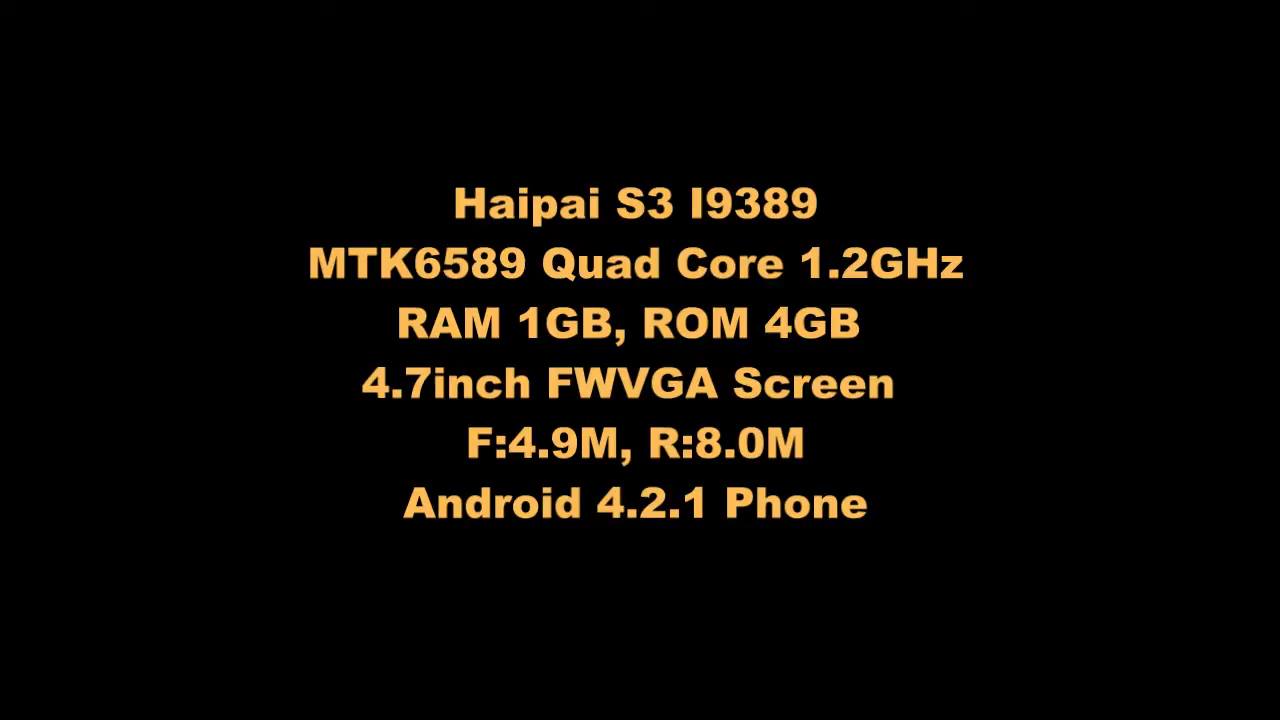 Haipai S3 I9389
MTK6589 Quad Core 1.2GHz
RAM 1GB, ROM 4GB
4.7inch FWVGA Screen
F:4.9M, R:8.0M
Android 4.2.1 Phone